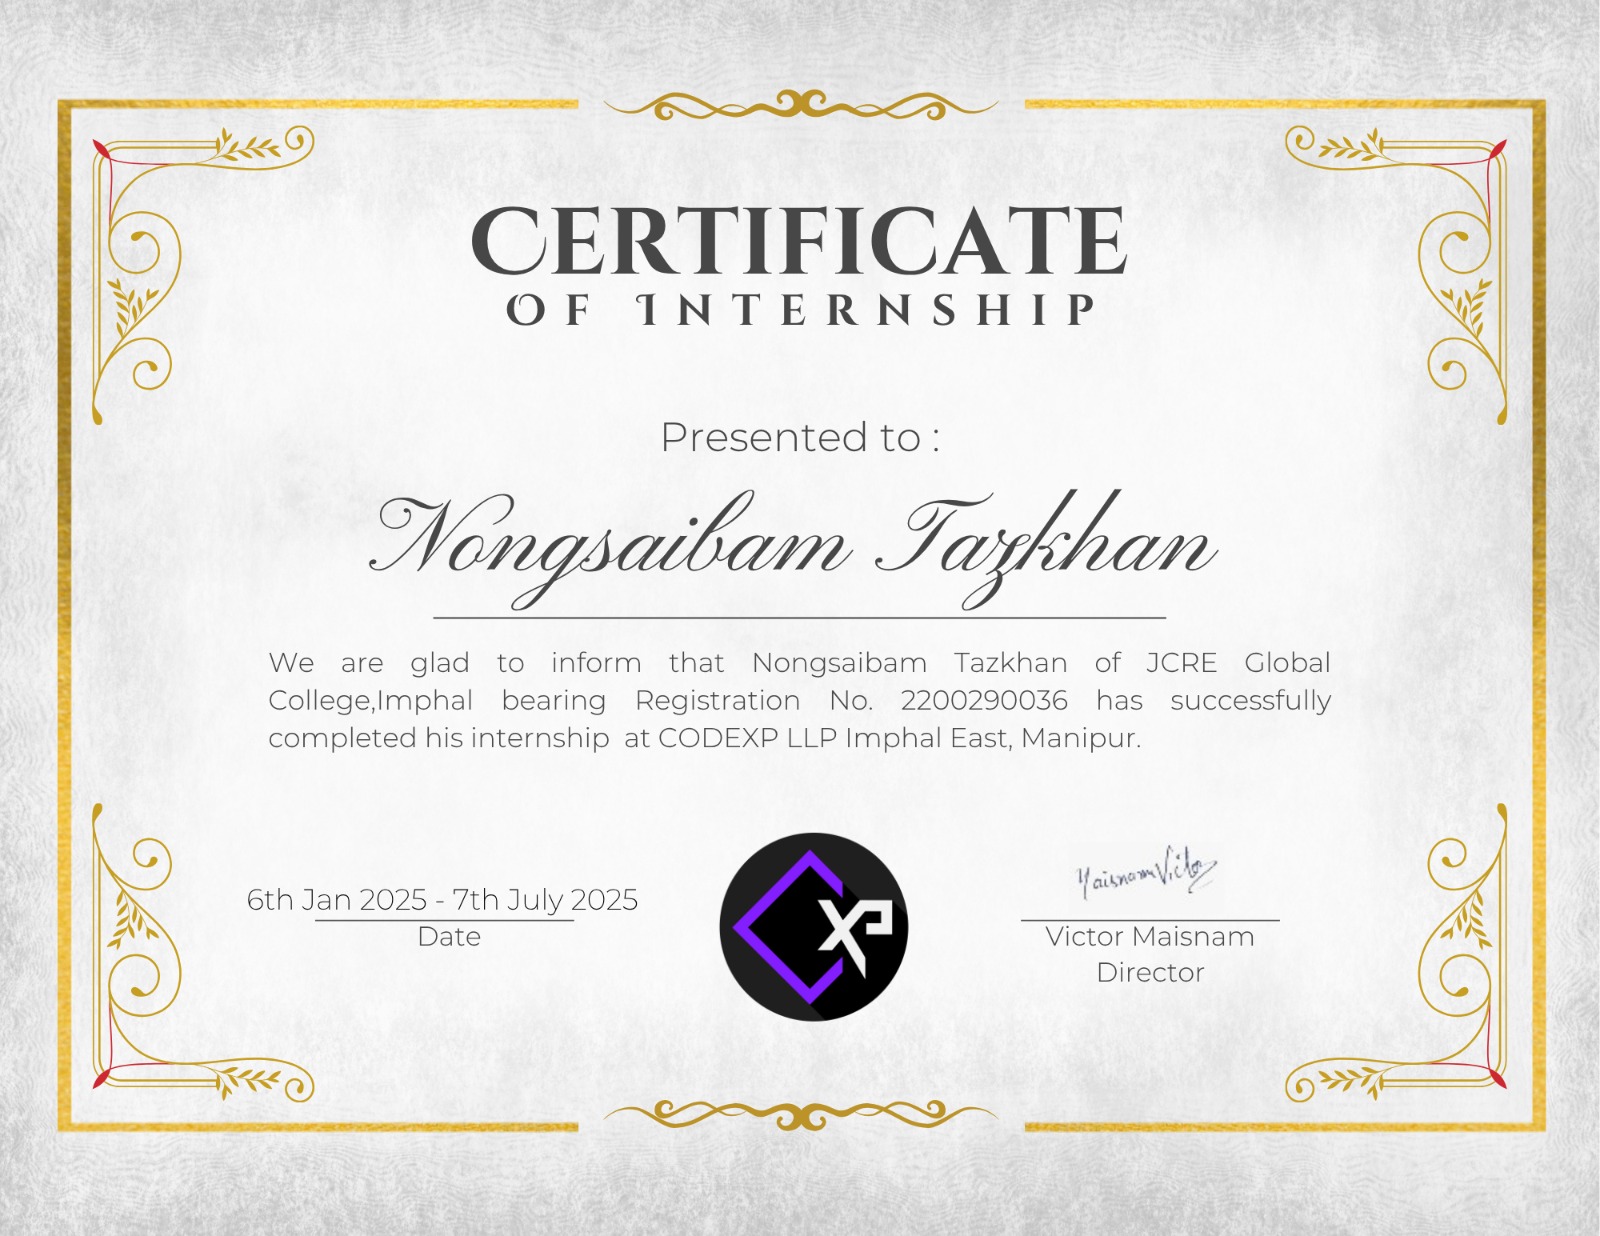 CERTIFICATE
OF INTERNSHIP
Presented to :
Nongsaibam Tazkhan
We are glad to inform that Nongsaibam Tazkhan of JCRE Global
College,Imphal bearing Registration No. 2200290036 has successfully
completed his internship  at CODEXP LLP Imphal East, Manipur.
6th Jan 2025 - 7th July 2025
Date
XP
Maisnam Victor
Victor Maisnam
Director